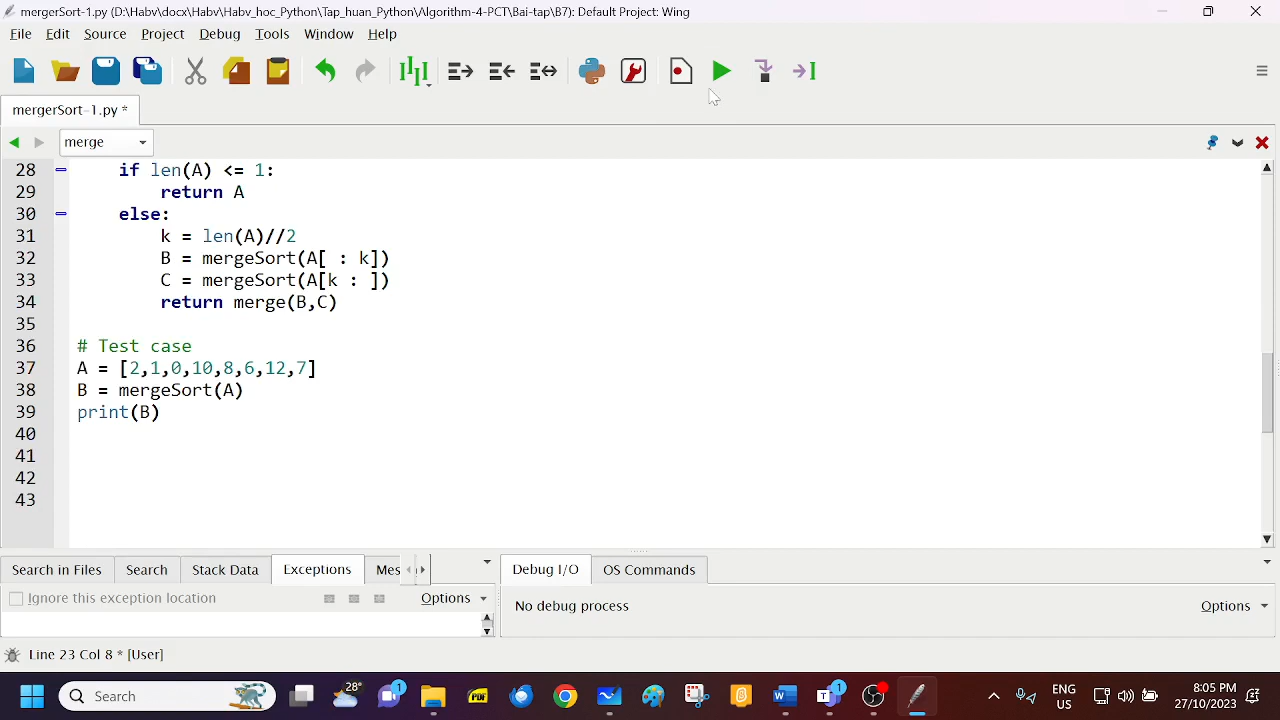 mergerSort-1.py (D:\Habv\docx\Habv\Habv_hoc_Python\Tap_huan_Python\Algorithm-4-PCT\Bai-tap\B7): Default Project: Wing
File Edit Source Project Debug Tools Window Help
mergerSort-1.py *
merge
28 if len(A) <= 1:
29 return A
30 else:
31 k = len(A)//2
32 B = mergeSort(A[ : k])
33 C = mergeSort(A[k : ])
34 return merge(B,C)
35
36 # Test case
37 A = [2,1,0,10,8,6,12,7]
38 B = mergeSort(A)
39 print(B)
40
41
42
43
Search in Files Search Stack Data Exceptions Mes Debug I/O OS Commands
Ignore this exception location Options No debug process Options
Line 23 Col 8 * [User]
Search 28° 1 PDF 1 ENG 8:05 PM
US 27/10/2023